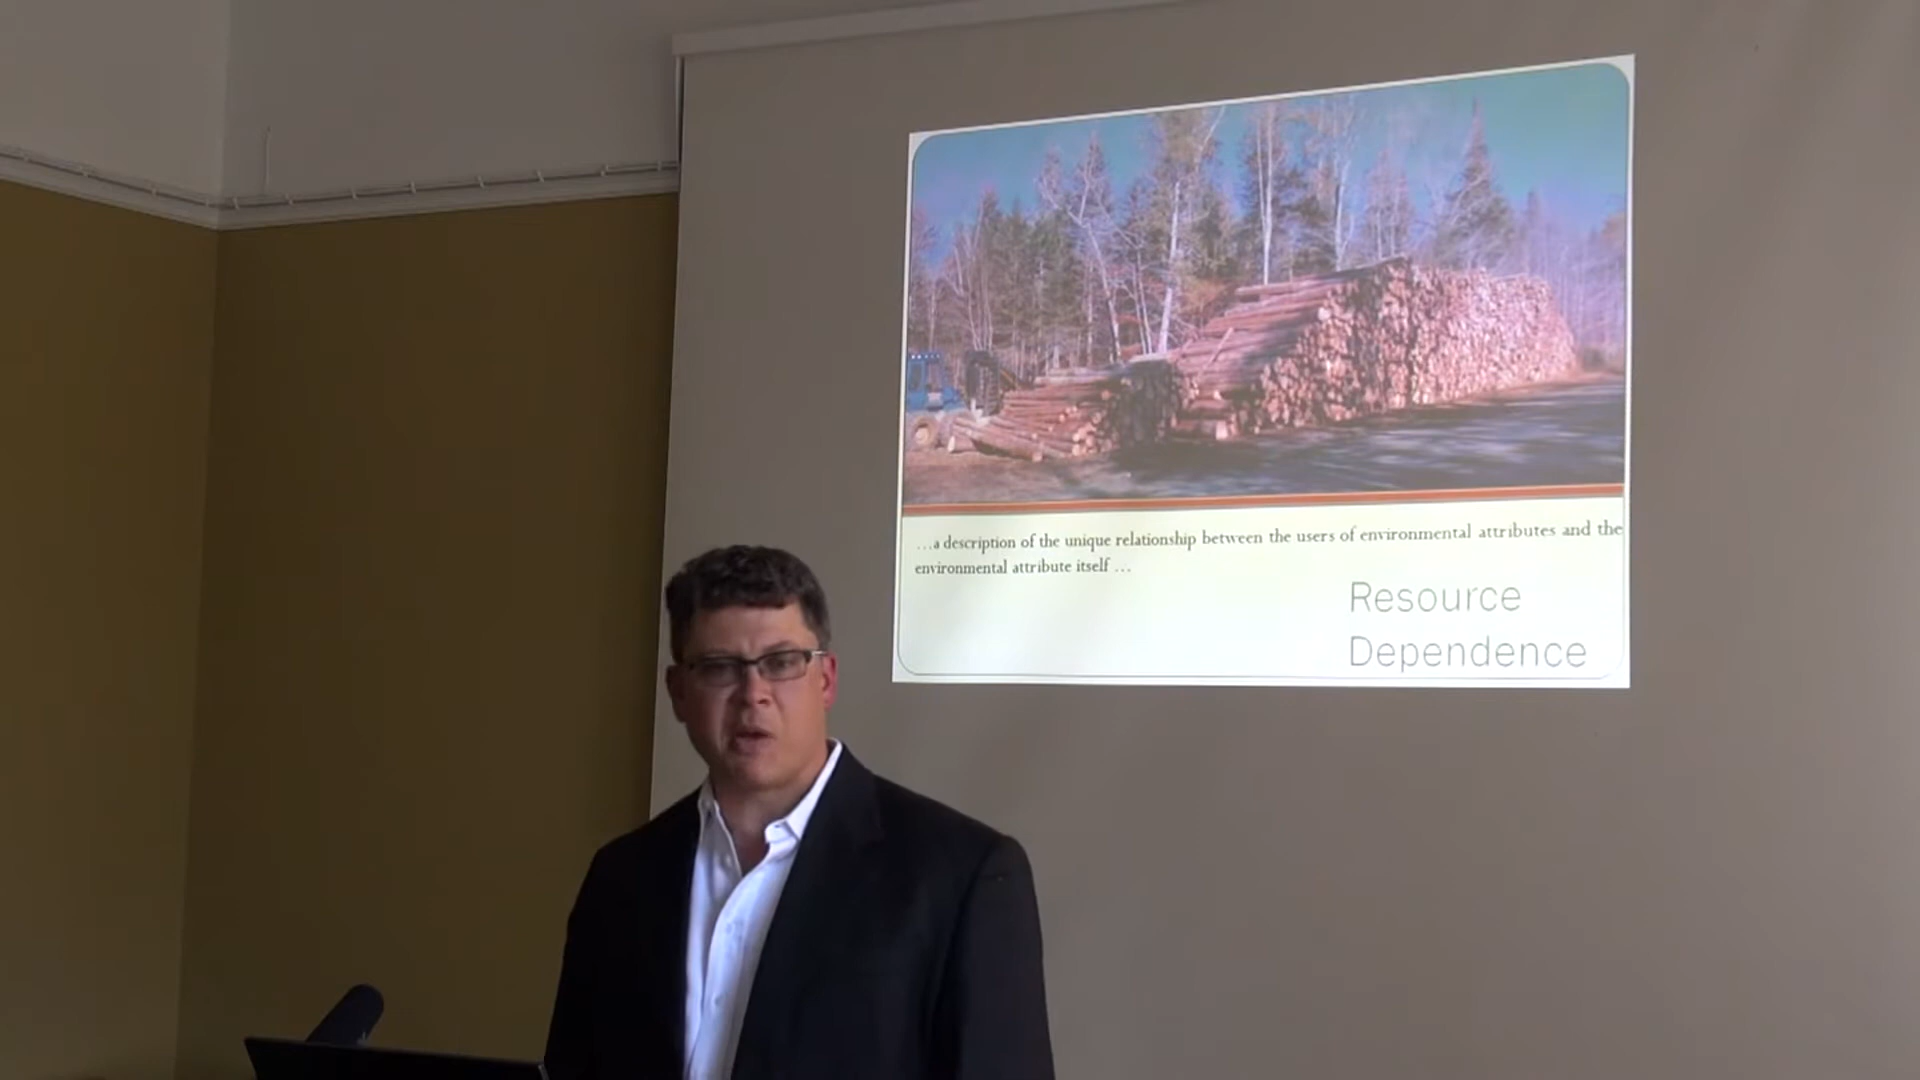 ...a description of the unique relationship between the users of environmental attributes and the
environmental attribute itself ...
Resource
Dependence